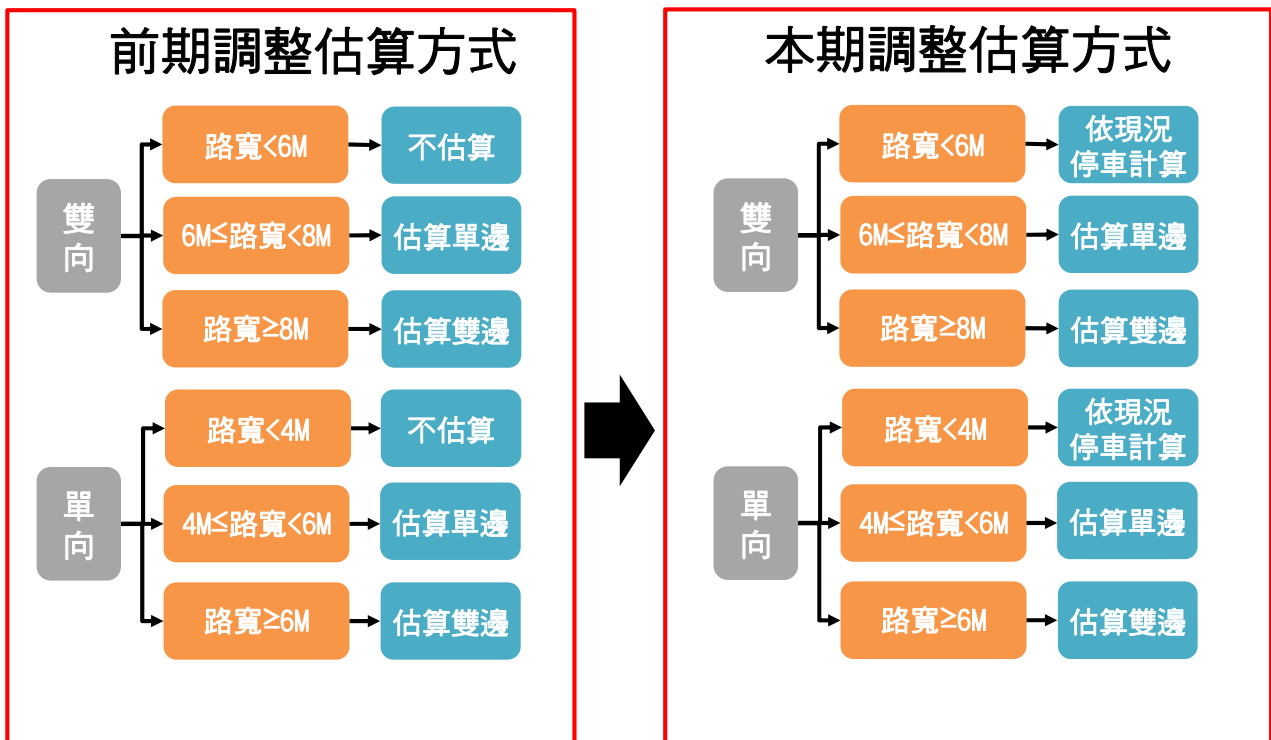 前期調整估算方式
雙向
路寬<6M
不估算
6M≤路寬<8M
估算單邊
路寬≥8M
估算雙邊
單向
路寬<4M
不估算
4M≤路寬<6M
估算單邊
路寬≥6M
估算雙邊
本期調整估算方式
雙向
路寬<6M
依現況
停車計算
6M≤路寬<8M
估算單邊
路寬≥8M
估算雙邊
單向
路寬<4M
依現況
停車計算
4M≤路寬<6M
估算單邊
路寬≥6M
估算雙邊